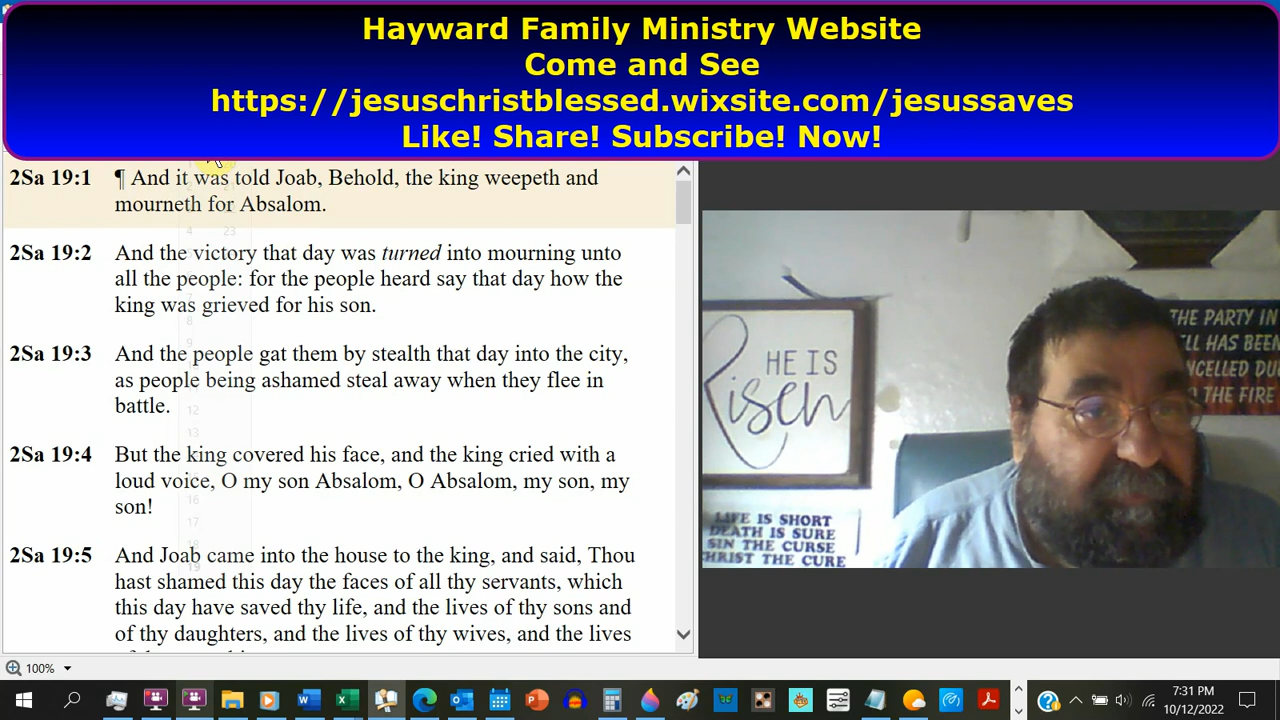 Hayward Family Ministry Website
Come and See
https://jesuschristblessed.wixsite.com/jesussaves
Like! Share! Subscribe! Now!
2Sa 19:1 ¶ And it was told Joab, Behold, the king weepeth and
mourneth for Absalom.
2Sa 19:2 And the victory that day was turned into mourning unto
all the people: for the people heard say that day how the
king was grieved for his son.
2Sa 19:3 And the people gat them by stealth that day into the city,
as people being ashamed steal away when they flee in
battle.
2Sa 19:4 But the king covered his face, and the king cried with a
loud voice, O my son Absalom, O Absalom, my son, my
son!
2Sa 19:5 And Joab came into the house to the king, and said, Thou
hast shamed this day the faces of all thy servants, which
this day have saved thy life, and the lives of thy sons and
of thy daughters, and the lives of thy wives, and the lives
HE IS
Risen
THE PARTY IN
THE FIRE
LIFE IS SHORT
DEATH IS SURE
SIN THE CURSE
CHRIST THE CURE
100%
7:31 PM
10/12/2022